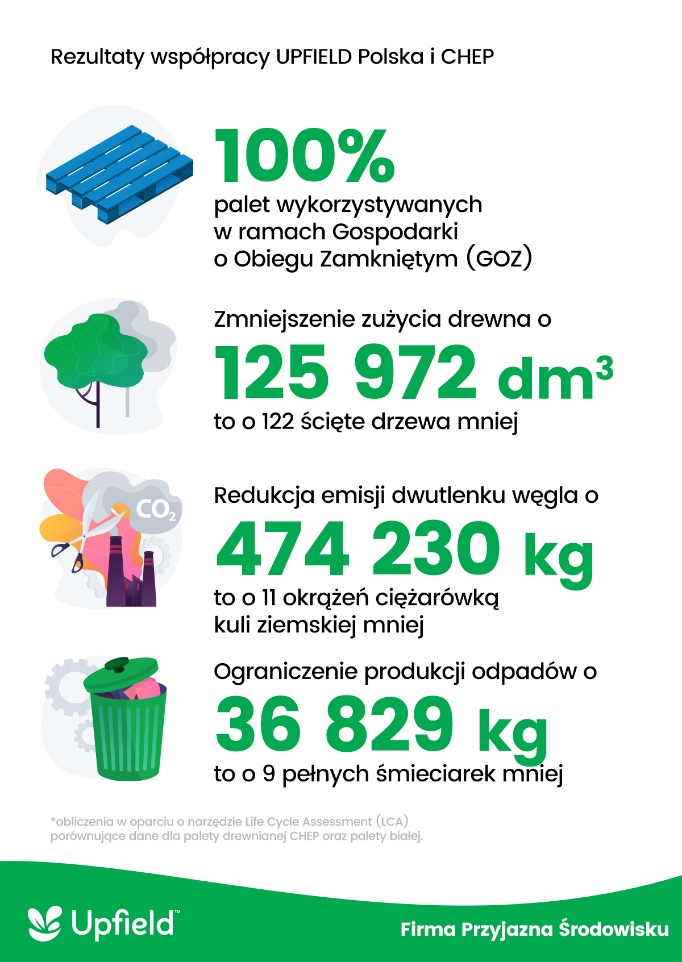 Rezultaty współpracy UPFIELD Polska i CHEP
100%
palet wykorzystywanych
w ramach Gospodarki
o Obiegu Zamkniętym (GOZ)
Zmniejszenie zużycia drewna o
125 972 dm³
to o 122 ścięte drzewa mniej
CO₂
Redukcja emisji dwutlenku węgla o
474 230 kg
to o 11 okrążeń ciężarówką
kuli ziemskiej mniej
Ograniczenie produkcji odpadów o
36 829 kg
to o 9 pełnych śmieciarek mniej
*obliczenia w oparciu o narzędzie Life Cycle Assessment (LCA)
porównujące dane dla palety drewnianej CHEP oraz palety białej.
Upfield™
Firma Przyjazna Środowisku